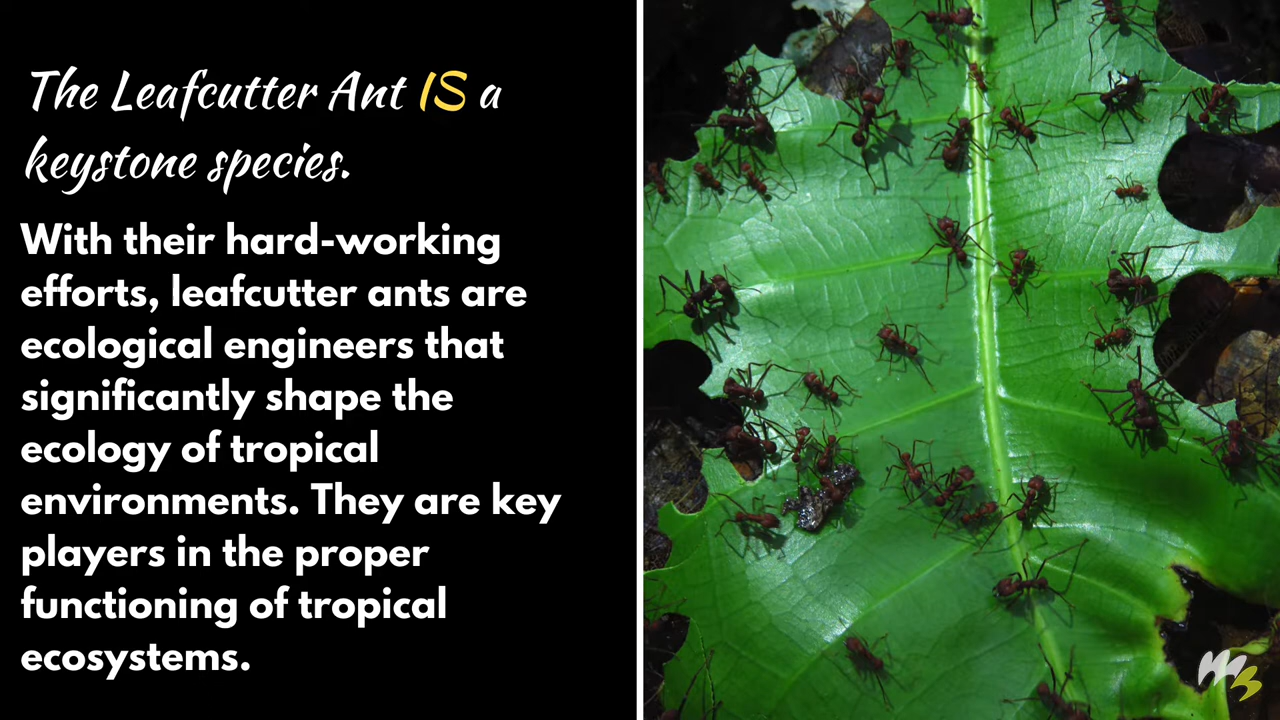 The Leafcutter Ant IS a
keystone species.
With their hard-working
efforts, leafcutter ants are
ecological engineers that
significantly shape the
ecology of tropical
environments. They are key
players in the proper
functioning of tropical
ecosystems.